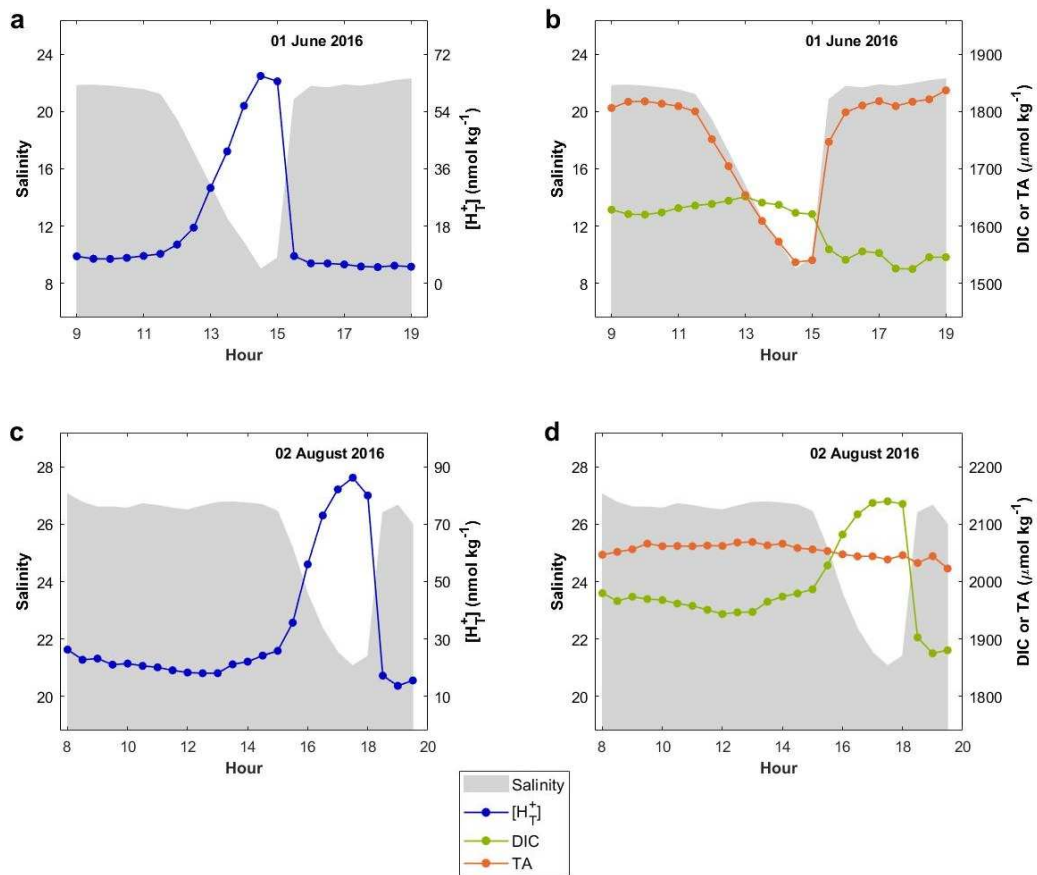 a
01 June 2016
24
20
16
12
8
Salinity
72
54
36
18
0
[H⁺T] (nmol kg⁻¹)
9
11
13
15
17
19
Hour
b
01 June 2016
24
20
16
12
8
Salinity
1900
1800
1700
1600
1500
DIC or TA (μmol kg⁻¹)
9
11
13
15
17
19
Hour
c
02 August 2016
28
26
24
22
20
Salinity
90
70
50
30
10
[H⁺T] (nmol kg⁻¹)
8
10
12
14
16
18
20
Hour
d
02 August 2016
28
26
24
22
20
Salinity
2200
2100
2000
1900
1800
DIC or TA (μmol kg⁻¹)
8
10
12
14
16
18
20
Hour
Salinity
[H⁺T]
DIC
TA